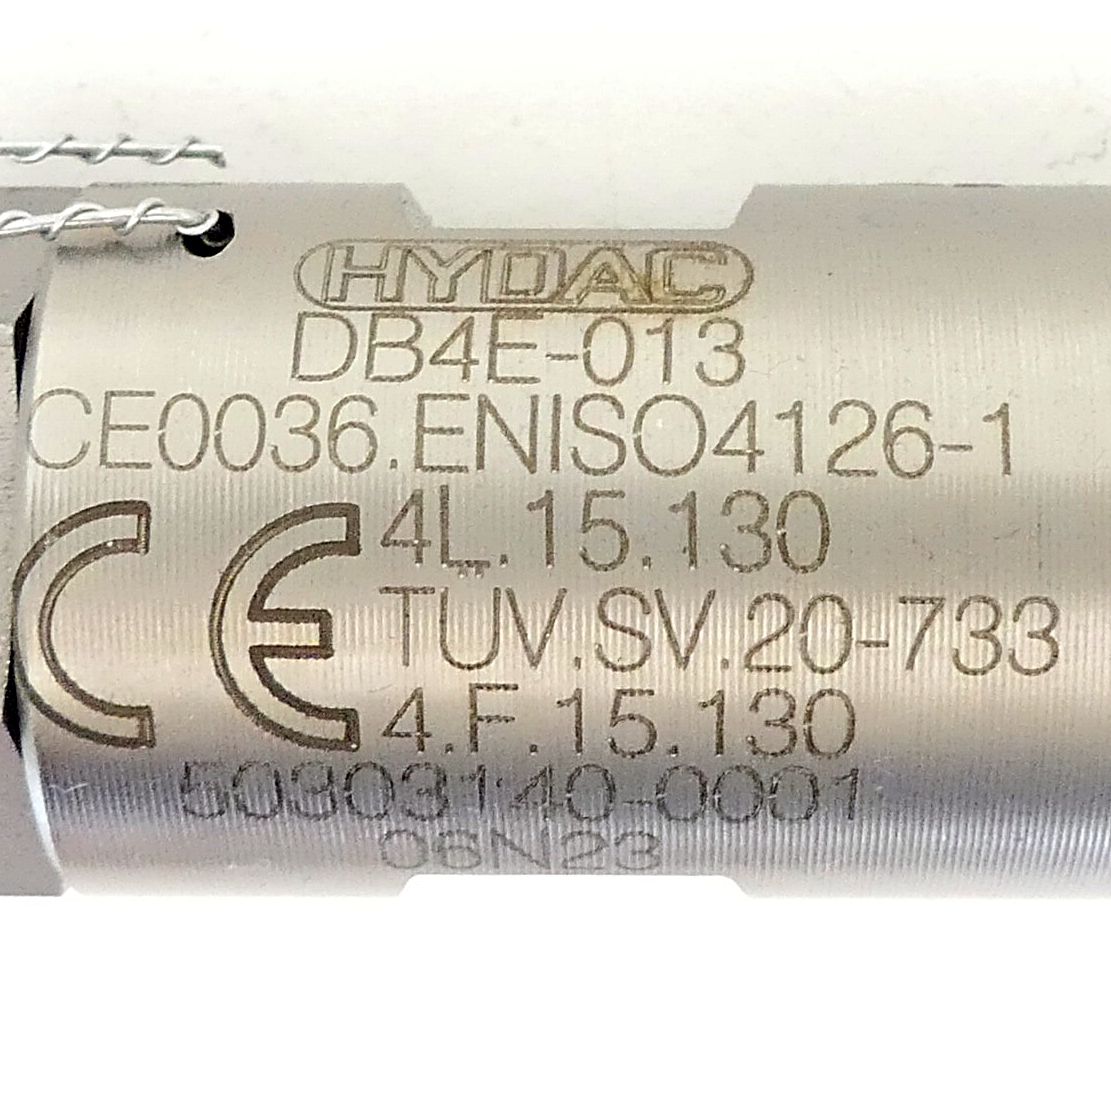 HYDAC
DB4E-013
CE0036.ENISO4126-1
CE
4L.15.130
TÜV.SV.20-733
4.F.15.130
50303140-0001
06N23